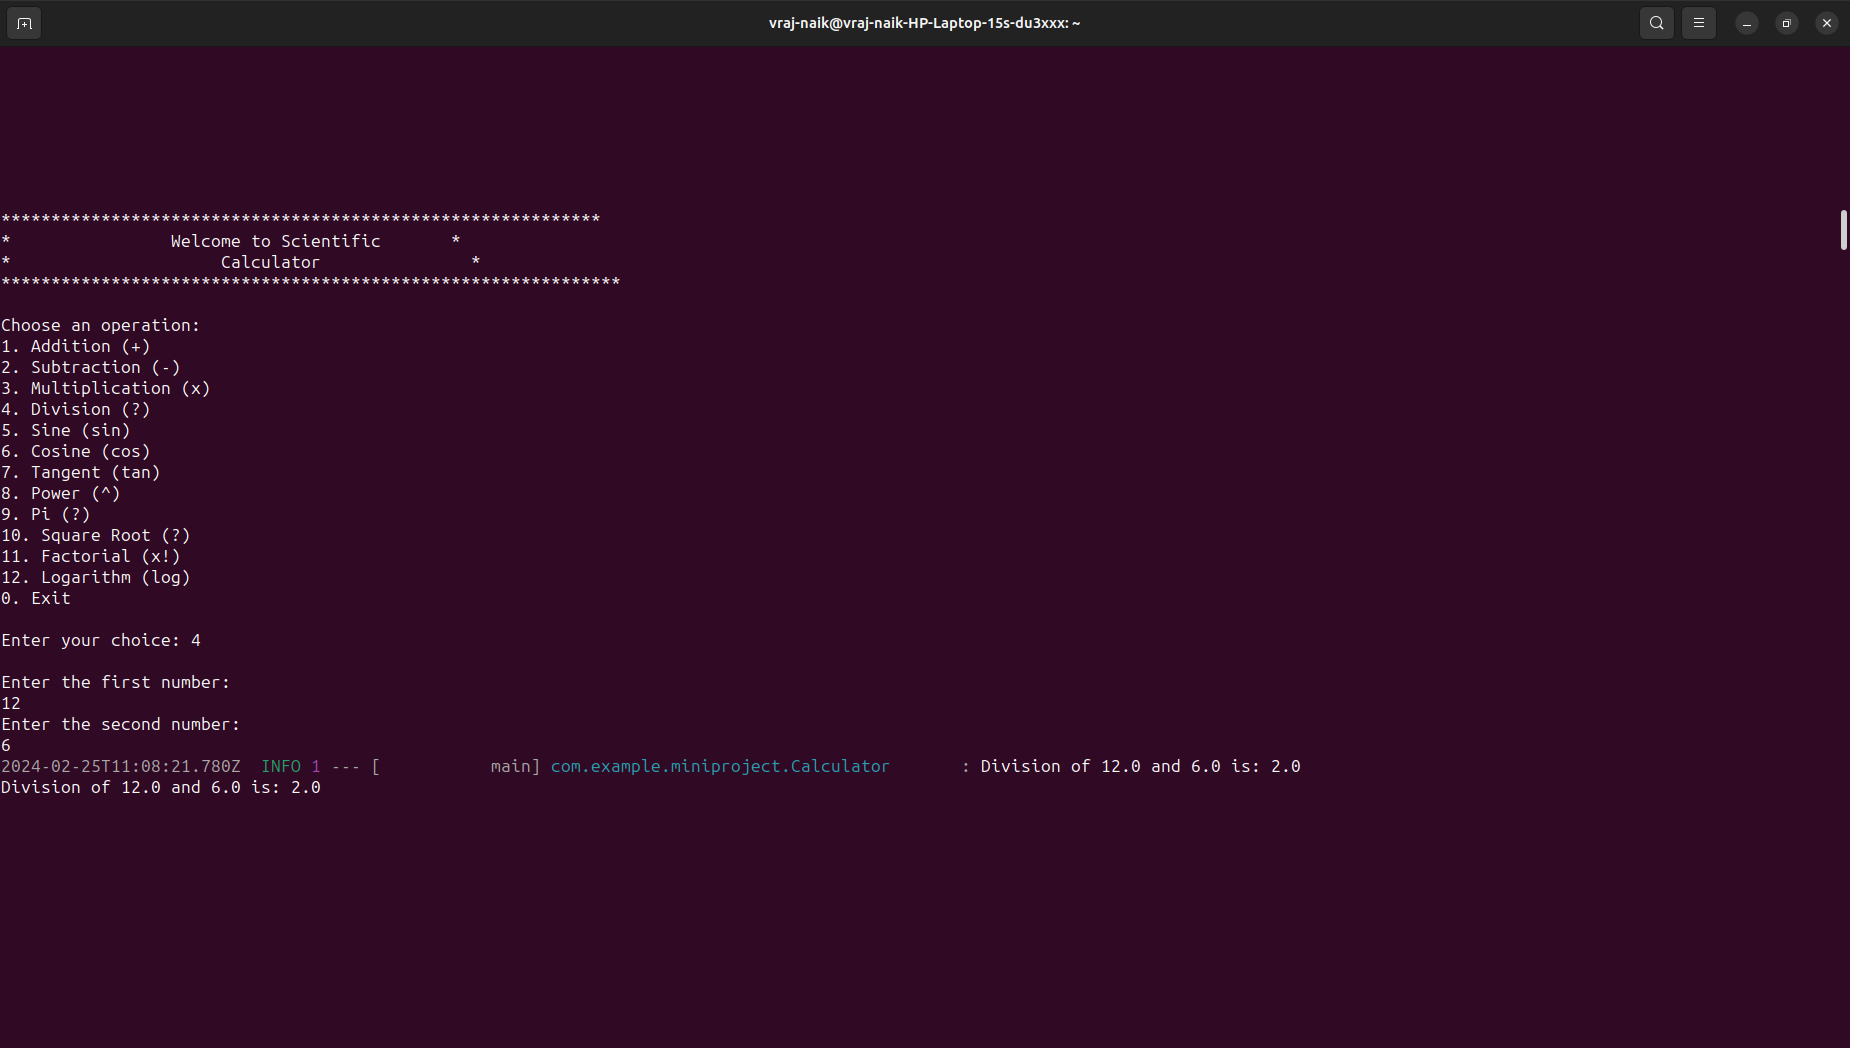 vraj-naik@vraj-naik-HP-Laptop-15s-du3xxx: ~
************************************************************
*                Welcome to Scientific       *
*                     Calculator               *
**************************************************************
Choose an operation:
1. Addition (+)
2. Subtraction (-)
3. Multiplication (x)
4. Division (?)
5. Sine (sin)
6. Cosine (cos)
7. Tangent (tan)
8. Power (^)
9. Pi (?)
10. Square Root (?)
11. Factorial (x!)
12. Logarithm (log)
0. Exit
Enter your choice: 4
Enter the first number:
12
Enter the second number:
6
2024-02-25T11:08:21.780Z  INFO 1 --- [           main] com.example.miniproject.Calculator       : Division of 12.0 and 6.0 is: 2.0
Division of 12.0 and 6.0 is: 2.0